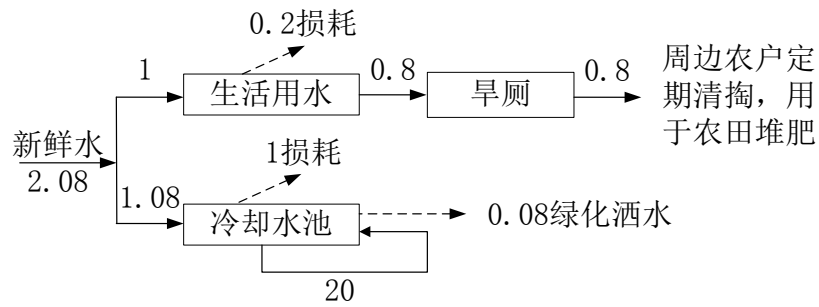 0.2损耗
1
生活用水
0.8
旱厕
0.8
周边农户定
期清掏，用
于农田堆肥
新鲜水
2.08
1损耗
1.08
冷却水池
0.08绿化洒水
20